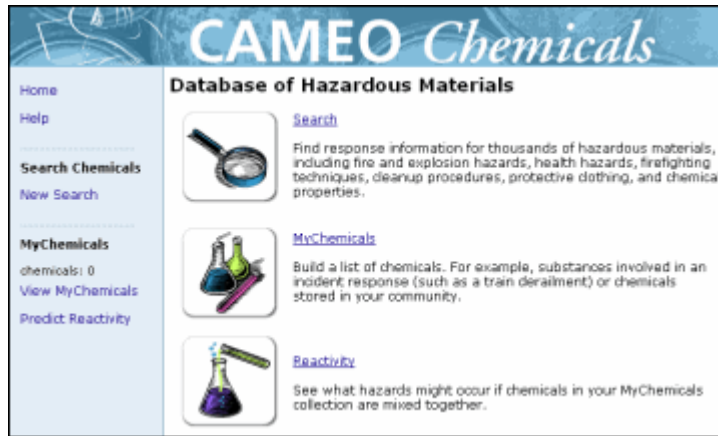 CAMEO Chemicals
Home
Help
Search Chemicals
New Search
MyChemicals
chemicals: 0
View MyChemicals
Predict Reactivity
Database of Hazardous Materials
Search
Find response information for thousands of hazardous materials,
including fire and explosion hazards, health hazards, firefighting
techniques, cleanup procedures, protective clothing, and chemica
properties.
MyChemicals
Build a list of chemicals. For example, substances involved in an
incident response (such as a train derailment) or chemicals
stored in your community.
Reactivity
See what hazards might occur if chemicals in your MyChemicals
collection are mixed together.